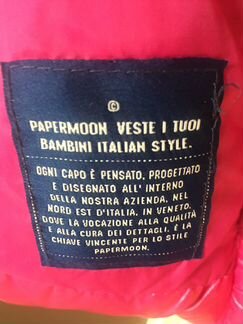 ©
PAPERMOON VESTE I TUOI
BAMBINI ITALIAN STYLE.
OGNI CAPO È PENSATO, PROGETTATO
E DISEGNATO ALL'INTERNO
DELLA NOSTRA AZIENDA, NEL
NORD EST D'ITALIA, IN VENETO,
DOVE LA VOCAZIONE ALLA QUALITÀ
E ALLA CURA DEI DETTAGLI, È LA
CHIAVE VINCENTE PER LO STILE
PAPERMOON.